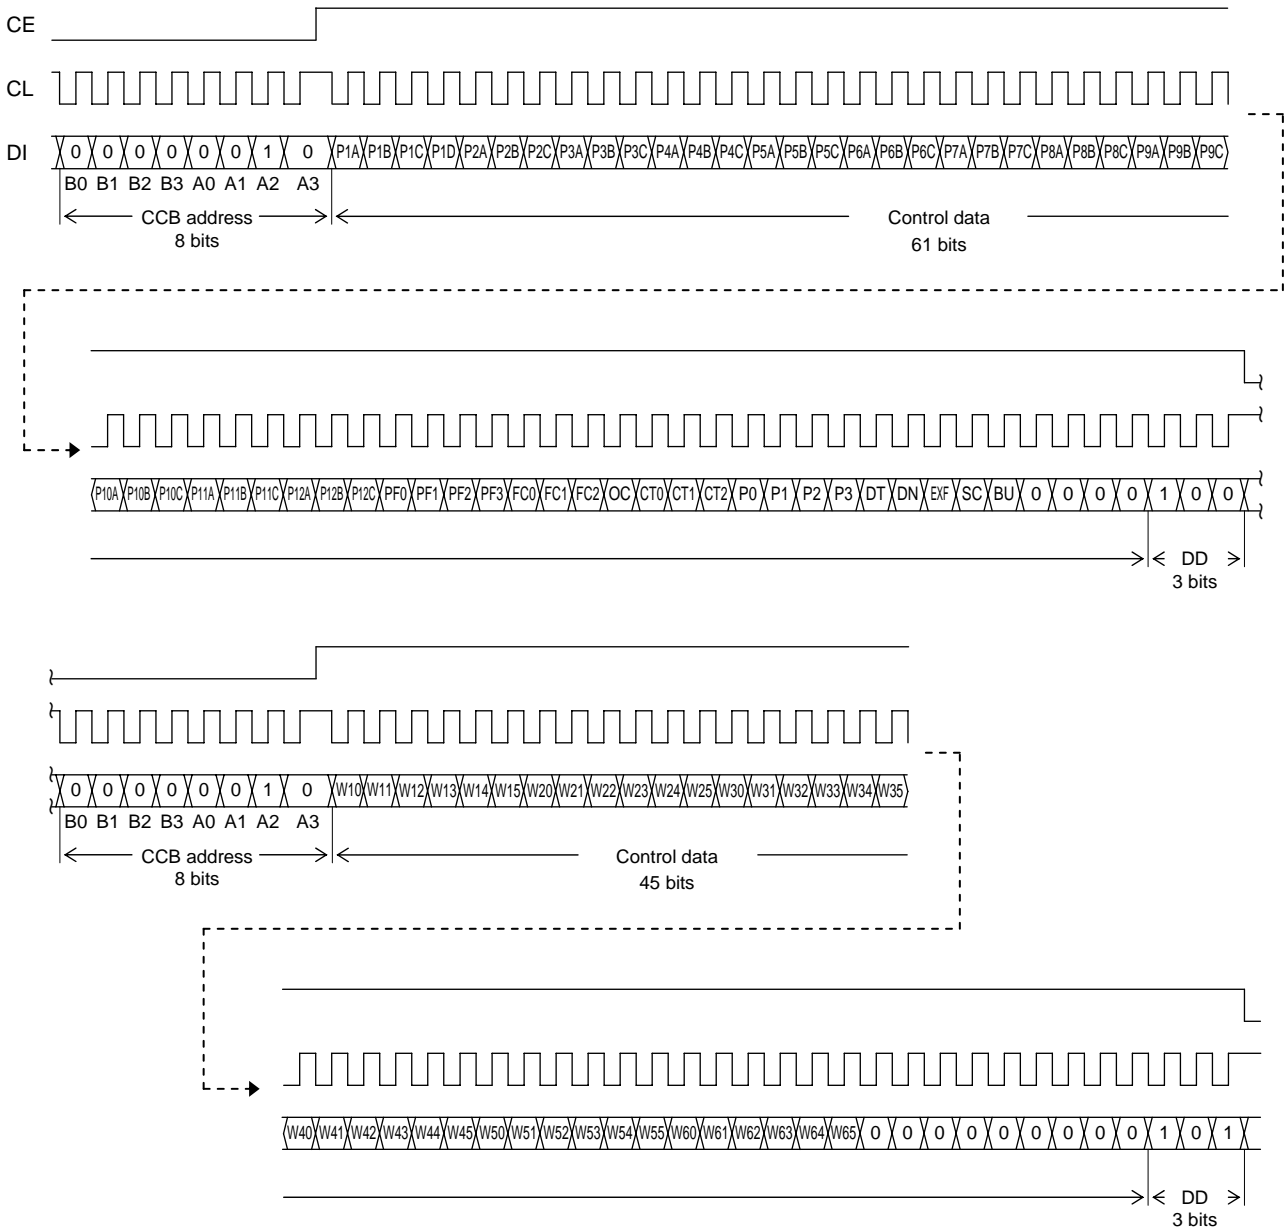 CE
CL
DI 0 0 0 0 0 0 1 0 P1A P1B P1C P1D P2A P2B P2C P3A P3B P3C P4A P4B P4C P5A P5B P5C P6A P6B P6C P7A P7B P7C P8A P8B P8C P9A P9B P9C
B0 B1 B2 B3 A0 A1 A2 A3
CCB address Control data
8 bits 61 bits
P10A P10B P10C P11A P11B P11C P12A P12B P12C PF0 PF1 PF2 PF3 FC0 FC1 FC2 OC CT0 CT1 CT2 P0 P1 P2 P3 DT DN EXF SC BU 0 0 0 0 1 0 0
DD
3 bits
0 0 0 0 0 0 1 0 W10 W11 W12 W13 W14 W15 W20 W21 W22 W23 W24 W25 W30 W31 W32 W33 W34 W35
B0 B1 B2 B3 A0 A1 A2 A3
CCB address Control data
8 bits 45 bits
W40 W41 W42 W43 W44 W45 W50 W51 W52 W53 W54 W55 W60 W61 W62 W63 W64 W65 0 0 0 0 0 0 0 0 0 1 0 1
DD
3 bits